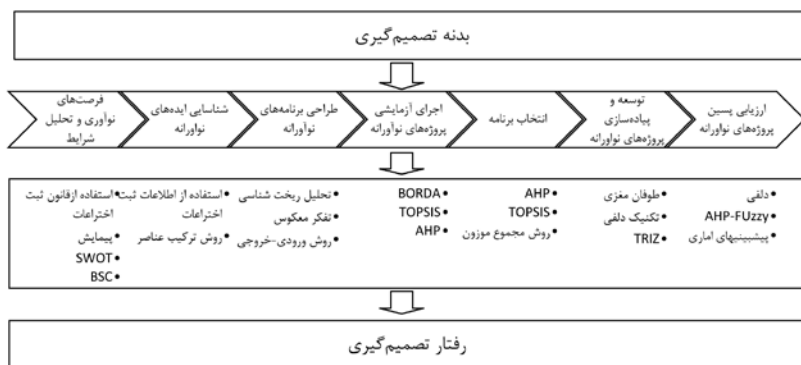 بدنه تصمیم‌گیری
فرصت‌های
نوآوری و تحلیل
شرایط
شناسایی ایده‌های
نوآورانه
طراحی برنامه‌های
نوآورانه
اجرای آزمایشی
پروژه‌های نوآورانه
انتخاب برنامه
توسعه و
پیاده‌سازی
پروژه‌های نوآورانه
ارزیابی پسین
پروژه‌های نوآورانه
•استفاده ازقانون ثبت
اختراعات
•پیمایش
•SWOT
•BSC
•استفاده از اطلاعات ثبت
اختراعات
•روش ترکیب عناصر
•تحلیل ریخت شناسی
•تفکر معکوس
•روش ورودی-خروجی
•BORDA
•TOPSIS
•AHP
•AHP
•TOPSIS
•روش مجموع موزون
•طوفان مغزی
•تکنیک دلفی
•TRIZ
•دلفی
•AHP-FUzzy
•پیشبینیهای اماری
رفتار تصمیم‌گیری